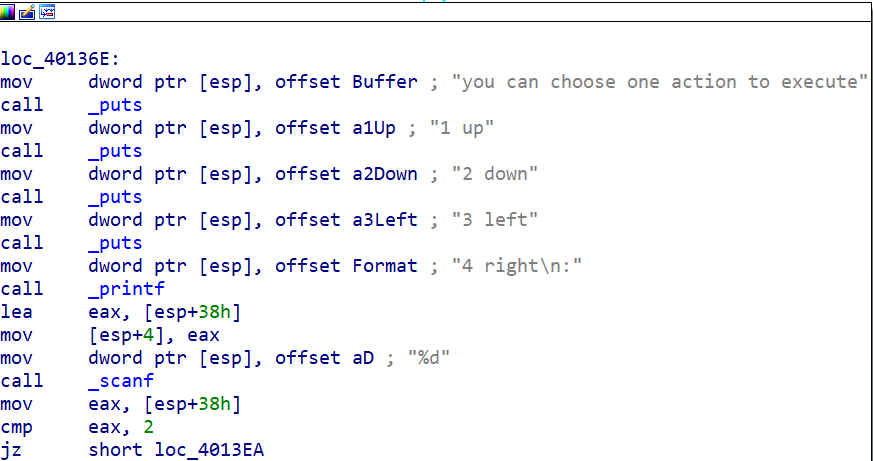 loc_40136E:
mov dword ptr [esp], offset Buffer ; "you can choose one action to execute"
call _puts
mov dword ptr [esp], offset a1Up ; "1 up"
call _puts
mov dword ptr [esp], offset a2Down ; "2 down"
call _puts
mov dword ptr [esp], offset a3Left ; "3 left"
call _puts
mov dword ptr [esp], offset Format ; "4 right\n:"
call _printf
lea eax, [esp+38h]
mov [esp+4], eax
mov dword ptr [esp], offset aD ; "%d"
call _scanf
mov eax, [esp+38h]
cmp eax, 2
jz short loc_4013EA